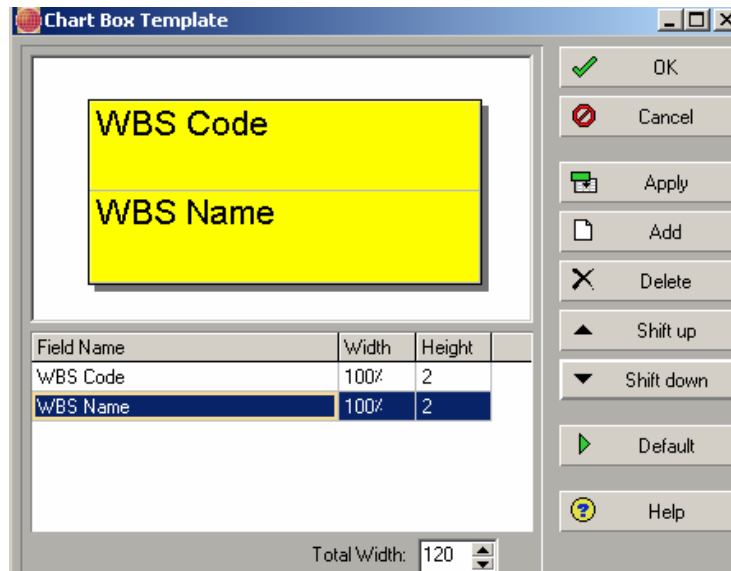 Chart Box Template
WBS Code
WBS Name
Field Name Width Height
WBS Code 100% 2
WBS Name 100% 2
Total Width: 120
OK
Cancel
Apply
Add
Delete
Shift up
Shift down
Default
Help